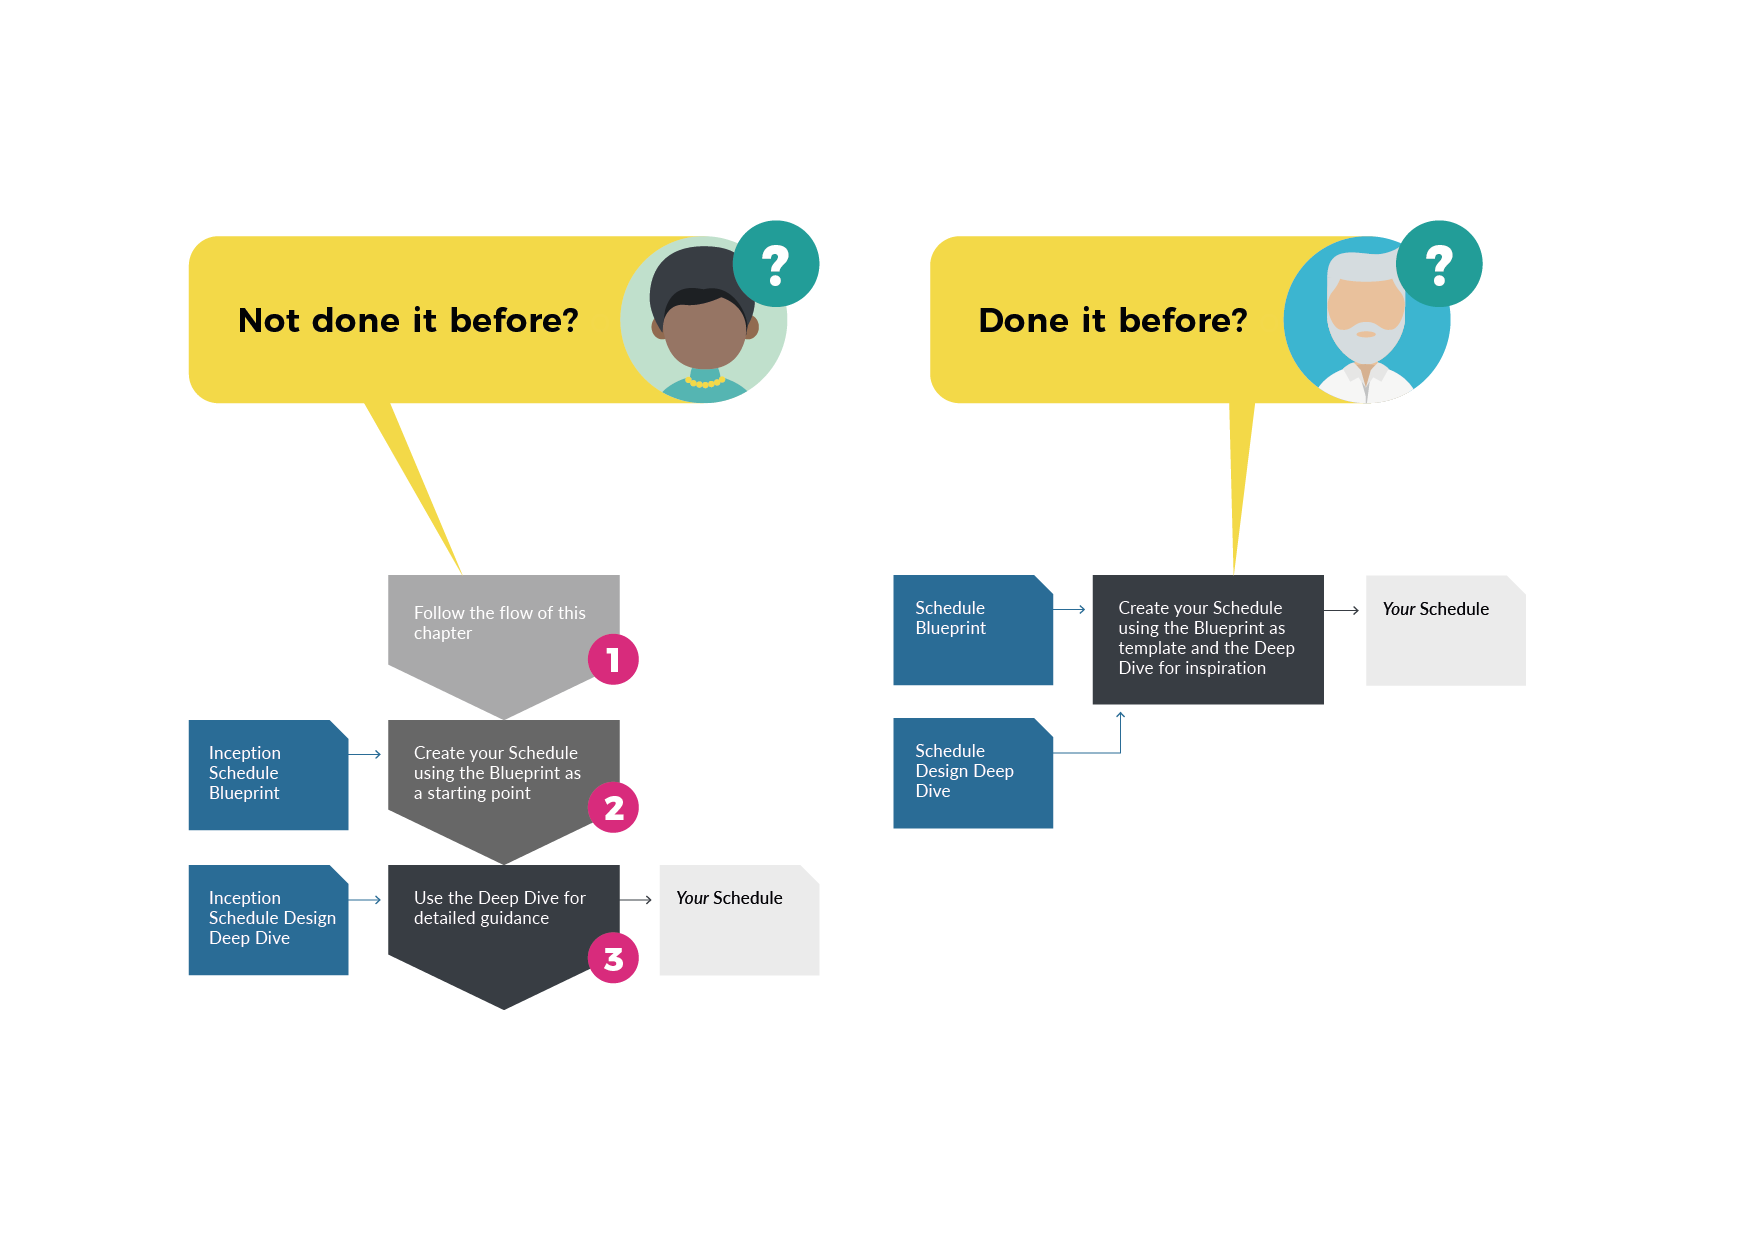 Not done it before?
?
Follow the flow of this
chapter
1
Inception
Schedule
Blueprint
Create your Schedule
using the Blueprint as
a starting point
2
Inception
Schedule Design
Deep Dive
Use the Deep Dive for
detailed guidance
3
Your Schedule
Done it before?
?
Schedule
Blueprint
Create your Schedule
using the Blueprint as
template and the Deep
Dive for inspiration
Your Schedule
Schedule
Design Deep
Dive